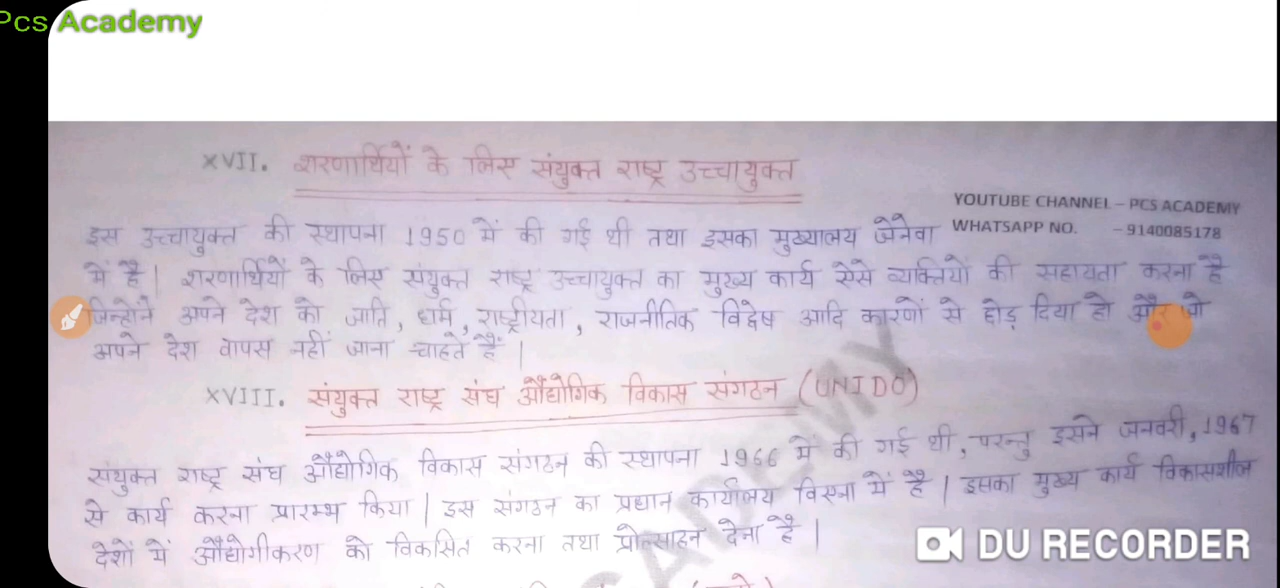 Pcs Academy
XVII. शरणार्थियों के लिए संयुक्त राष्ट्र उच्चायुक्त
YOUTUBE CHANNEL – PCS ACADEMY
WHATSAPP NO. – 9140085178
इस उच्चायुक्त की स्थापना 1950 में की गई थी तथा इसका मुख्यालय जेनेवा
में है। शरणार्थियों के लिए संयुक्त राष्ट्र उच्चायुक्त का मुख्य कार्य ऐसे व्यक्तियों की सहायता करना है
जिन्होंने अपने देश को जाति, धर्म, राष्ट्रीयता, राजनीतिक विद्वेष आदि कारणों से छोड़ दिया हो और जो
अपने देश वापस नहीं जाना चाहते हैं।
XVIII. संयुक्त राष्ट्र संघ औद्योगिक विकास संगठन (UNIDO)
संयुक्त राष्ट्र संघ औद्योगिक विकास संगठन की स्थापना 1966 में की गई थी, परन्तु इसने जनवरी, 1967
से कार्य करना प्रारम्भ किया। इस संगठन का प्रधान कार्यालय विएना में है। इसका मुख्य कार्य विकासशील
देशों में औद्योगीकरण को विकसित करना तथा प्रोत्साहन देना है।
DU RECORDER